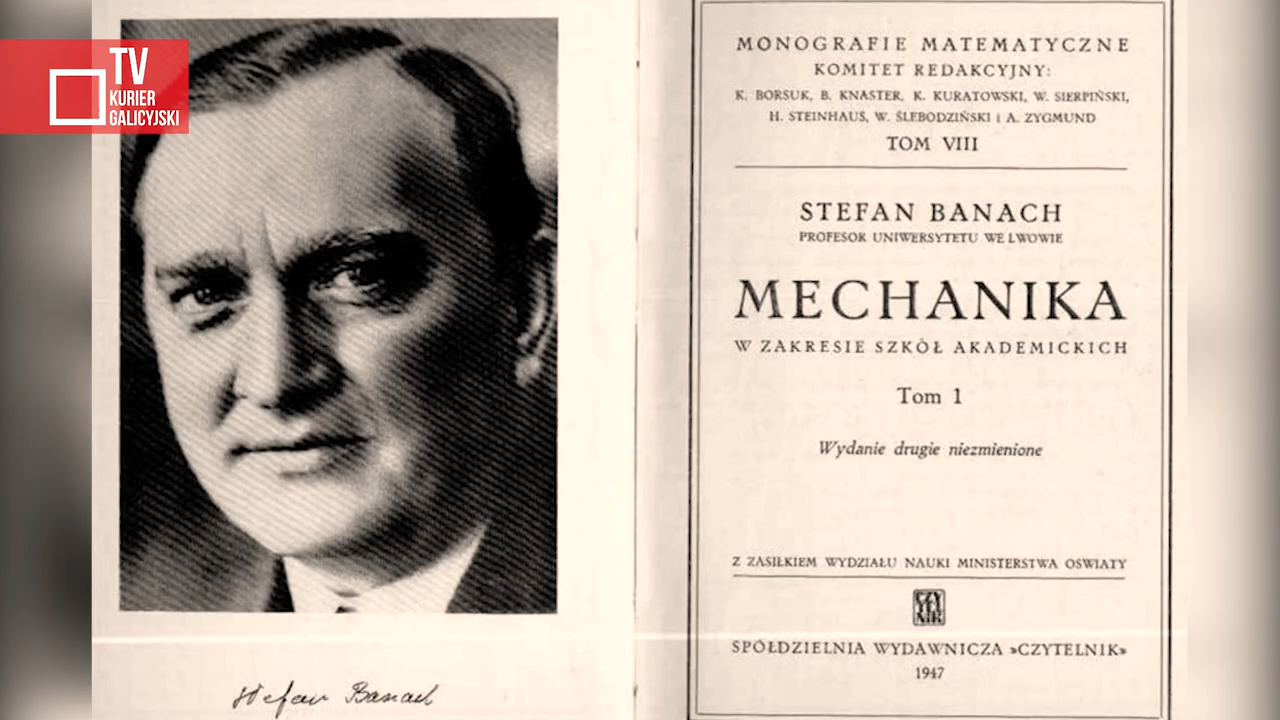 TV
KURIER
GALICYJSKI
Stefan Banach
MONOGRAFIE MATEMATYCZNE
KOMITET REDAKCYJNY:
K. BORSUK, B. KNASTER, K. KURATOWSKI, W. SIERPIŃSKI,
H. STEINHAUS, W. ŚLEBODZIŃSKI i A. ZYGMUND
TOM VIII
STEFAN BANACH
PROFESOR UNIWERSYTETU WE LWOWIE
MECHANIKA
W ZAKRESIE SZKÓŁ AKADEMICKICH
Tom 1
Wydanie drugie niezmienione
Z ZASIŁKIEM WYDZIAŁU NAUKI MINISTERSTWA OŚWIATY
CZYTELNIK
SPÓŁDZIELNIA WYDAWNICZA »CZYTELNIK»
1947